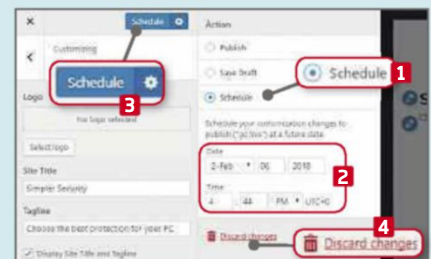 Schedule
Customizing
Schedule
3
Logo
No logo selected
Select logo
Site Title
Simpler Security
Tagline
Choose the best protection for your PC
Display Site Title and Tagline
Action
Publish
Save Draft
Schedule
1
Schedule
Schedule your customization changes to
publish ("go live") at a future date.
Date
2-Feb 06 2018
2
Time
4 : 44 PM UTC+0
Discard changes
4
Discard changes
S